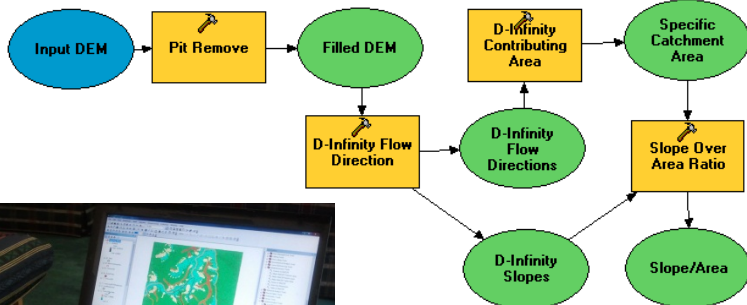 Input DEM
Pit Remove
Filled DEM
D-Infinity
Contributing
Area
Specific
Catchment
Area
D-Infinity Flow
Direction
D-Infinity
Flow
Directions
Slope Over
Area Ratio
D-Infinity
Slopes
Slope/Area